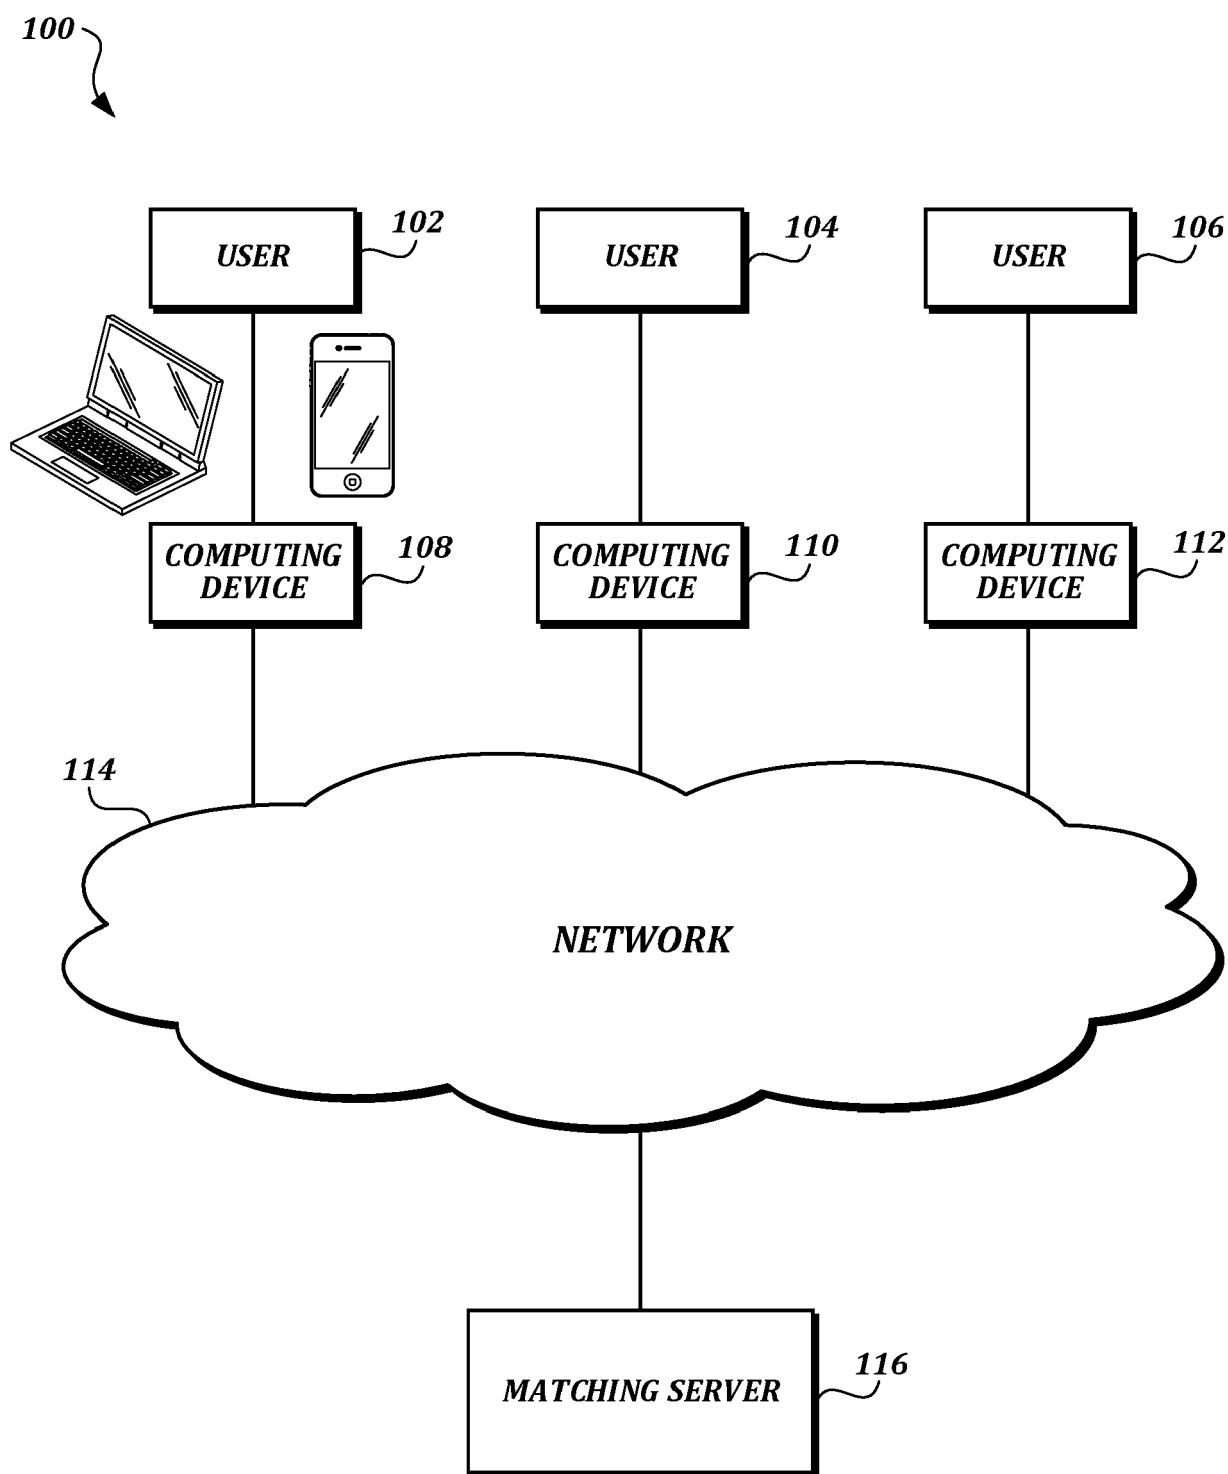 100
USER
102
USER
104
USER
106
COMPUTING
DEVICE
108
COMPUTING
DEVICE
110
COMPUTING
DEVICE
112
114
NETWORK
MATCHING SERVER
116